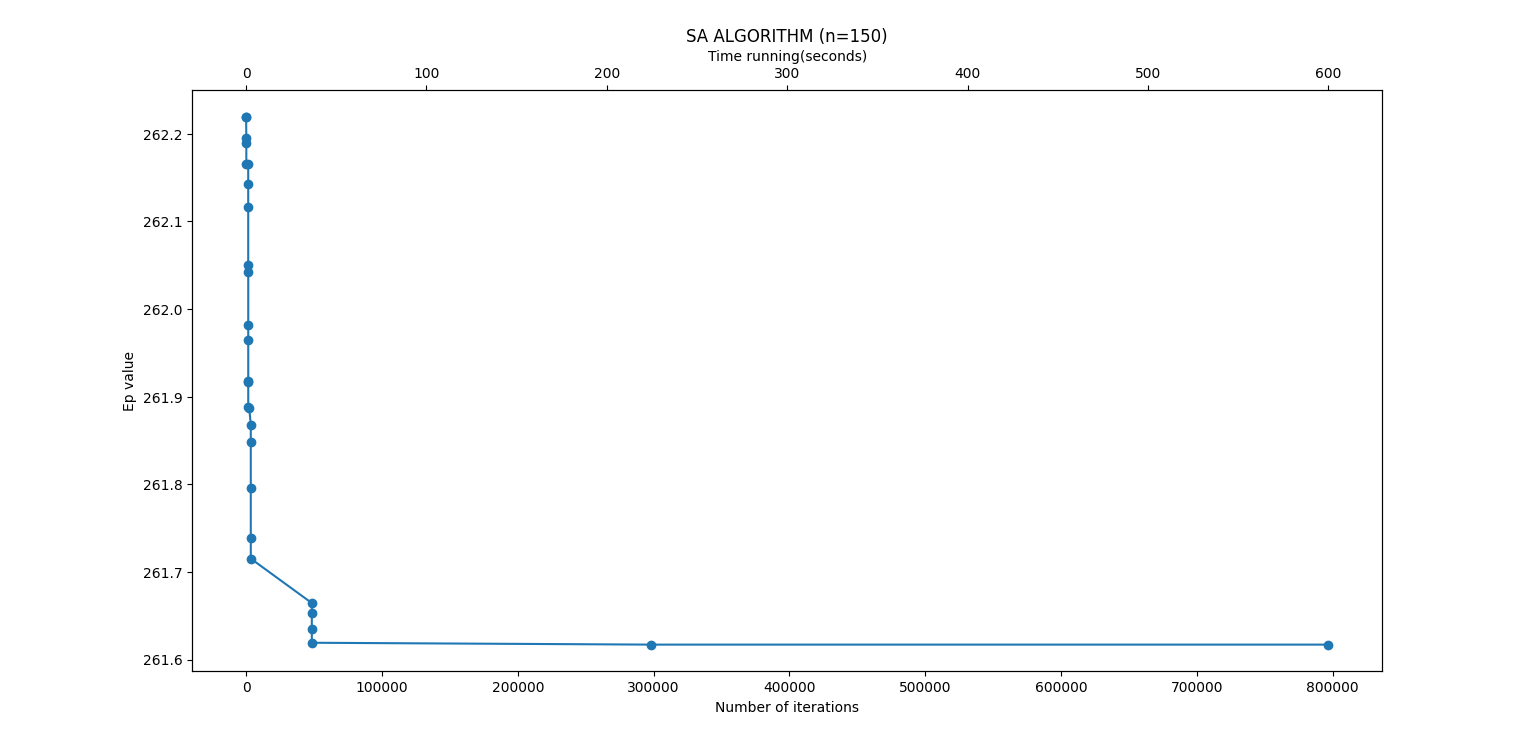 SA ALGORITHM (n=150)
Time running(seconds)
0 100 200 300 400 500 600
262.2
262.1
262.0
261.9
261.8
261.7
261.6
Ep value
0 100000 200000 300000 400000 500000 600000 700000 800000
Number of iterations